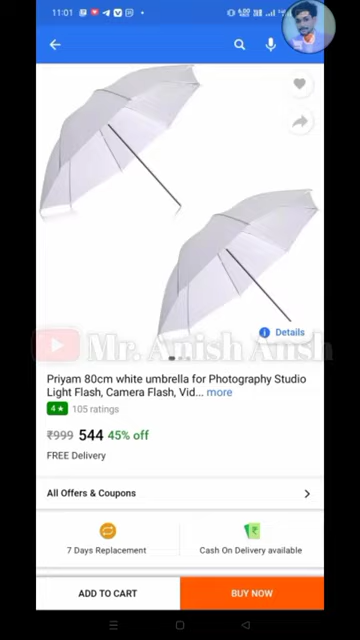 11:01
Details
Mr. Anish Ansh
Priyam 80cm white umbrella for Photography Studio
Light Flash, Camera Flash, Vid... more
4★ 105 ratings
₹999 544 45% off
FREE Delivery
All Offers & Coupons
7 Days Replacement
Cash On Delivery available
ADD TO CART
BUY NOW